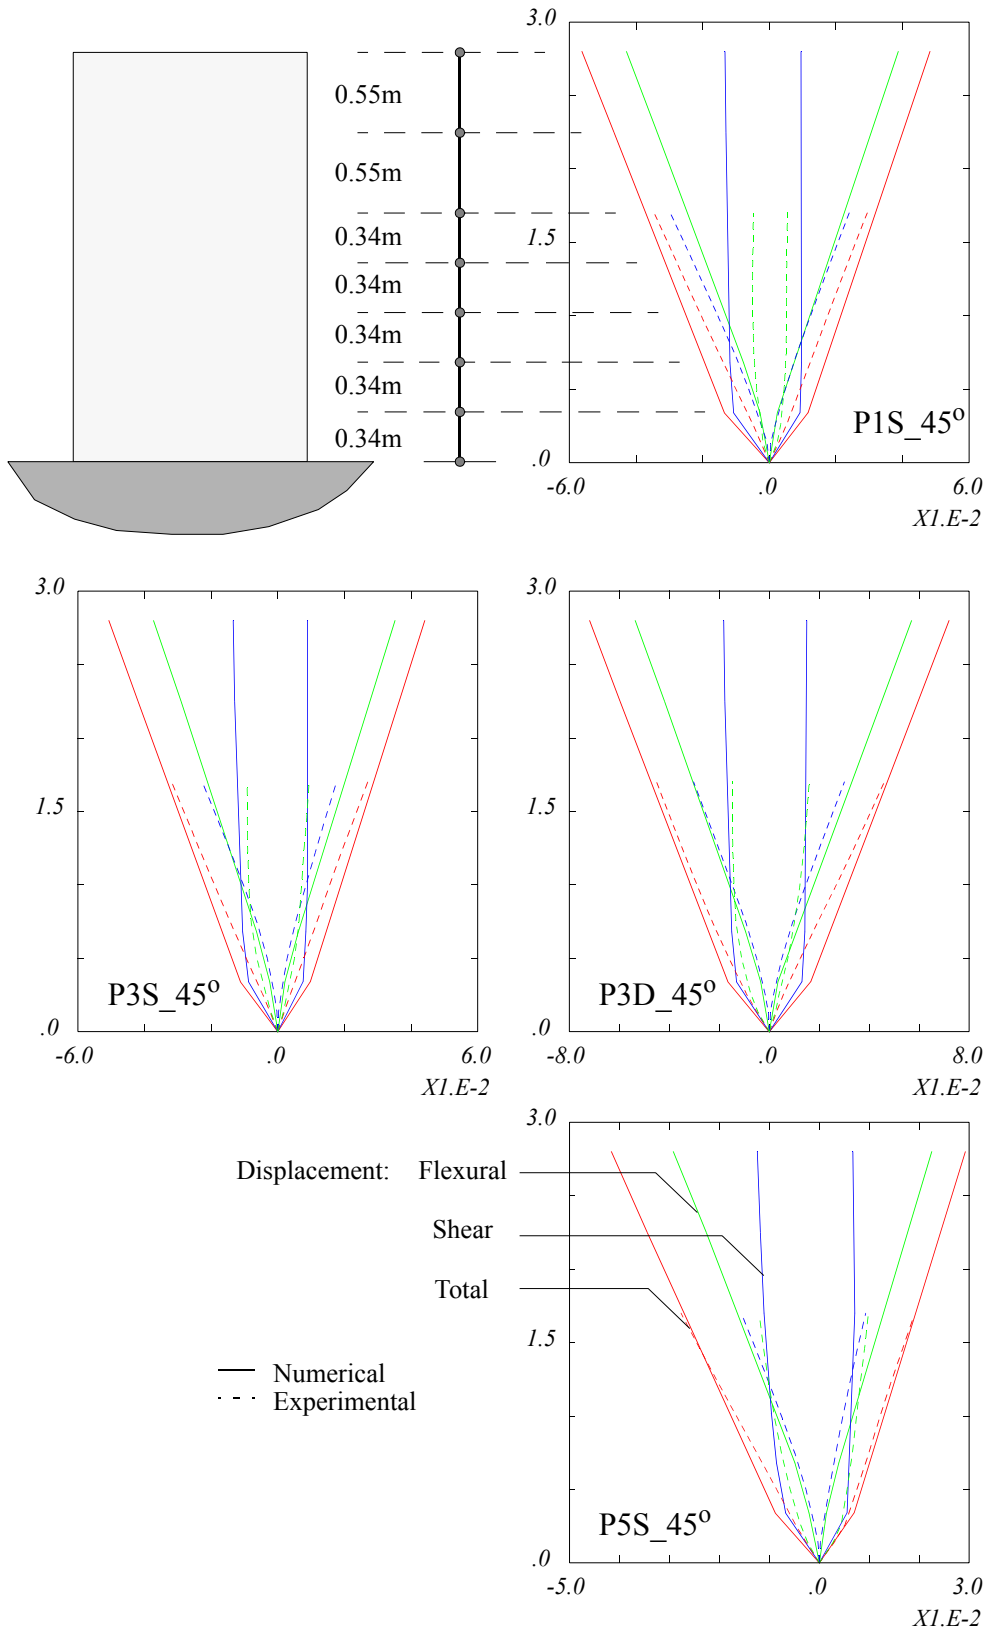 3.0
0.55m
0.55m
0.34m
0.34m
0.34m
0.34m
0.34m
1.5
P1S_45º
.0
-6.0 .0 6.0
X1.E-2
3.0
1.5
P3S_45º
.0
-6.0 .0 6.0
X1.E-2
3.0
1.5
P3D_45º
.0
-8.0 .0 8.0
X1.E-2
3.0
Displacement: Flexural
Shear
Total
1.5
Numerical
Experimental
P5S_45º
.0
-5.0 .0 3.0
X1.E-2